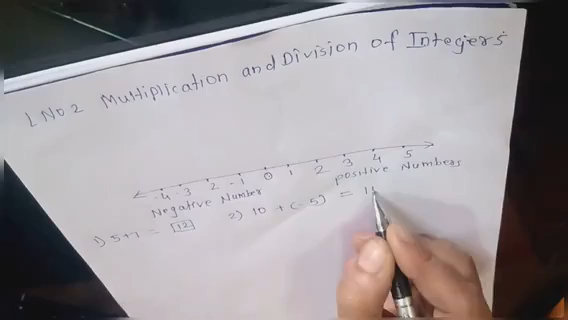 L No 2 Multiplication and Division of Integers
-4 -3 2 -1 0 1 2 3 4 5
Negative Number positive Numbers
1) 5+7 = 12 2) 10 + (-5) = 11